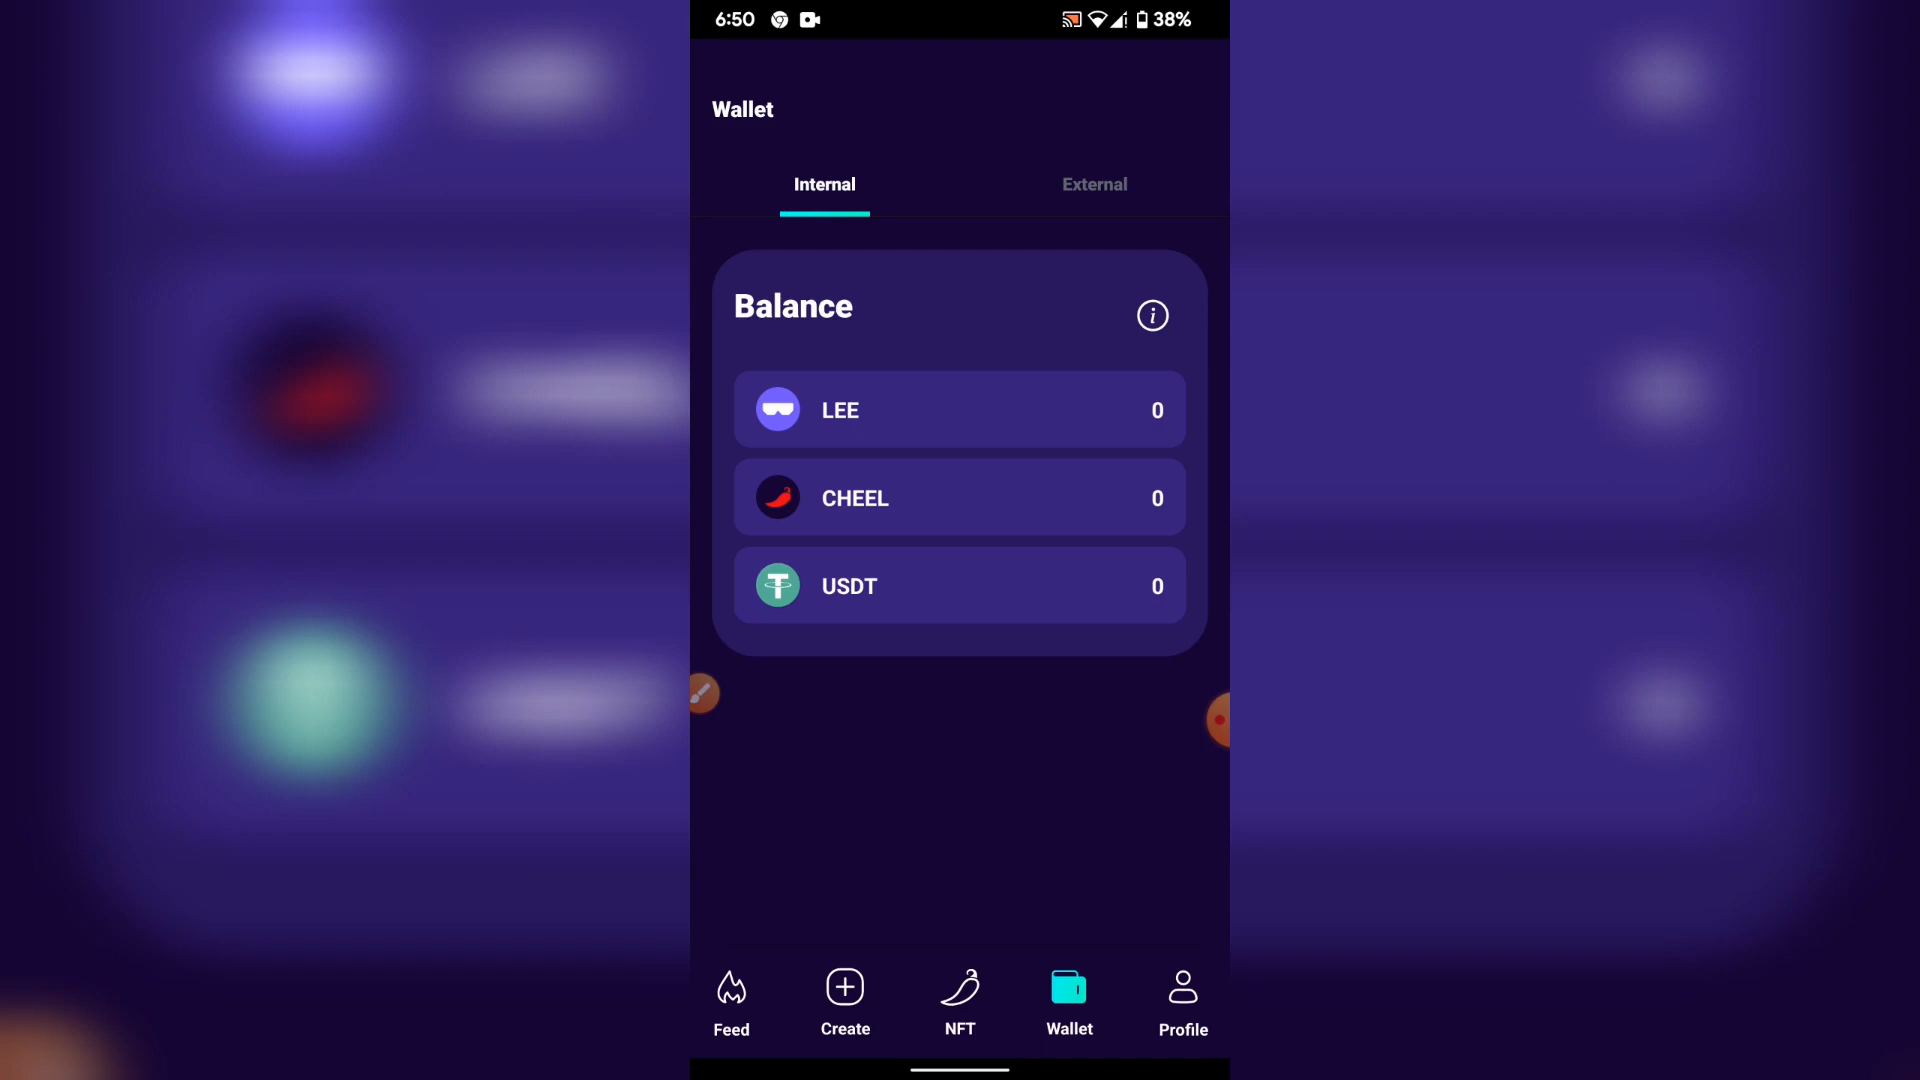 6:50 38%
Wallet
Internal External
Balance
LEE 0
CHEEL 0
USDT 0
Feed Create NFT Wallet Profile